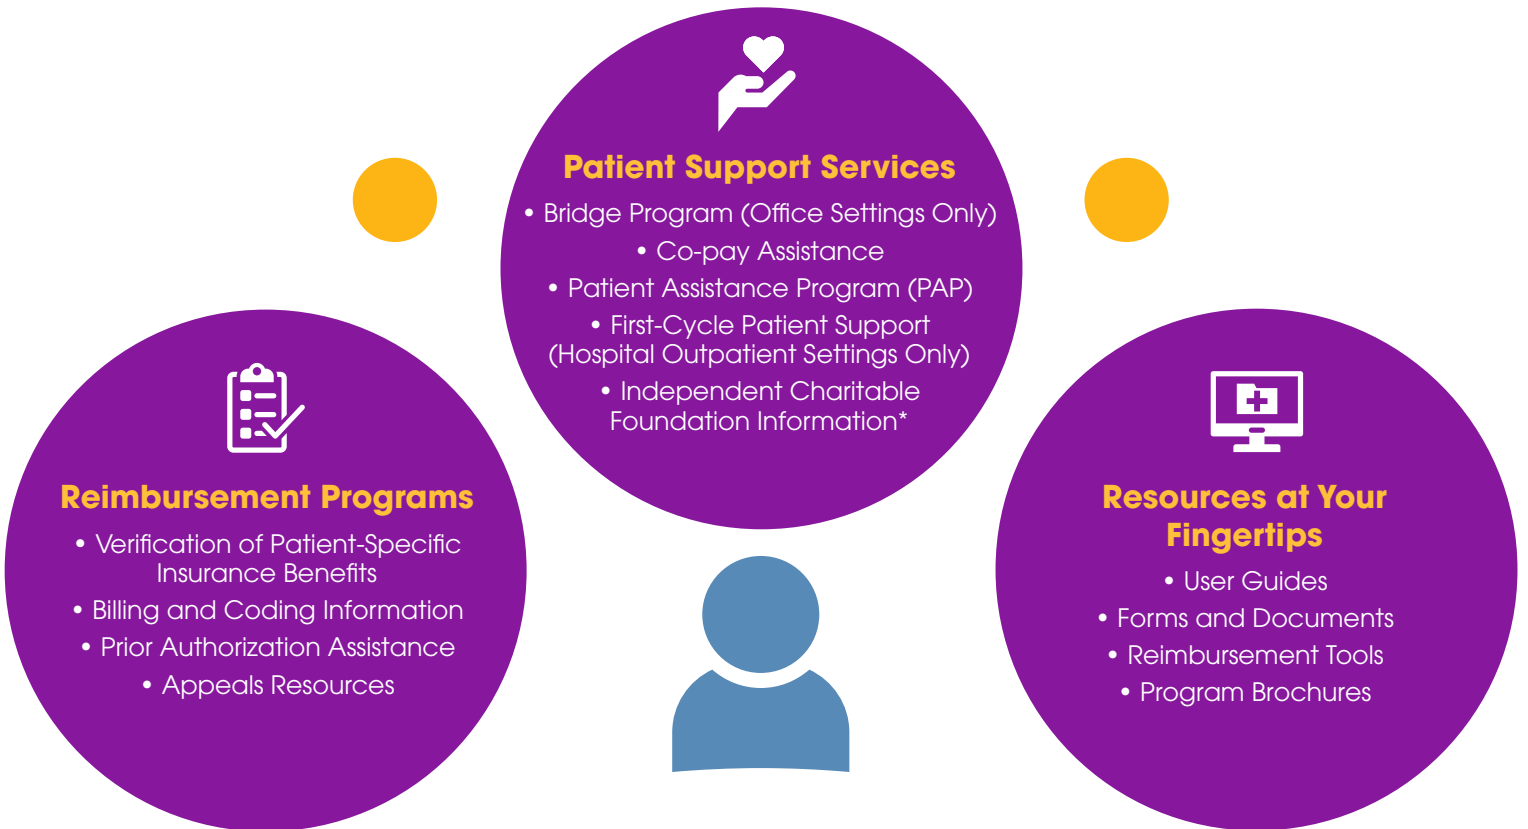 Patient Support Services
• Bridge Program (Office Settings Only)
• Co-pay Assistance
• Patient Assistance Program (PAP)
• First-Cycle Patient Support
(Hospital Outpatient Settings Only)
• Independent Charitable
Foundation Information*
Reimbursement Programs
• Verification of Patient-Specific
Insurance Benefits
• Billing and Coding Information
• Prior Authorization Assistance
• Appeals Resources
Resources at Your
Fingertips
• User Guides
• Forms and Documents
• Reimbursement Tools
• Program Brochures